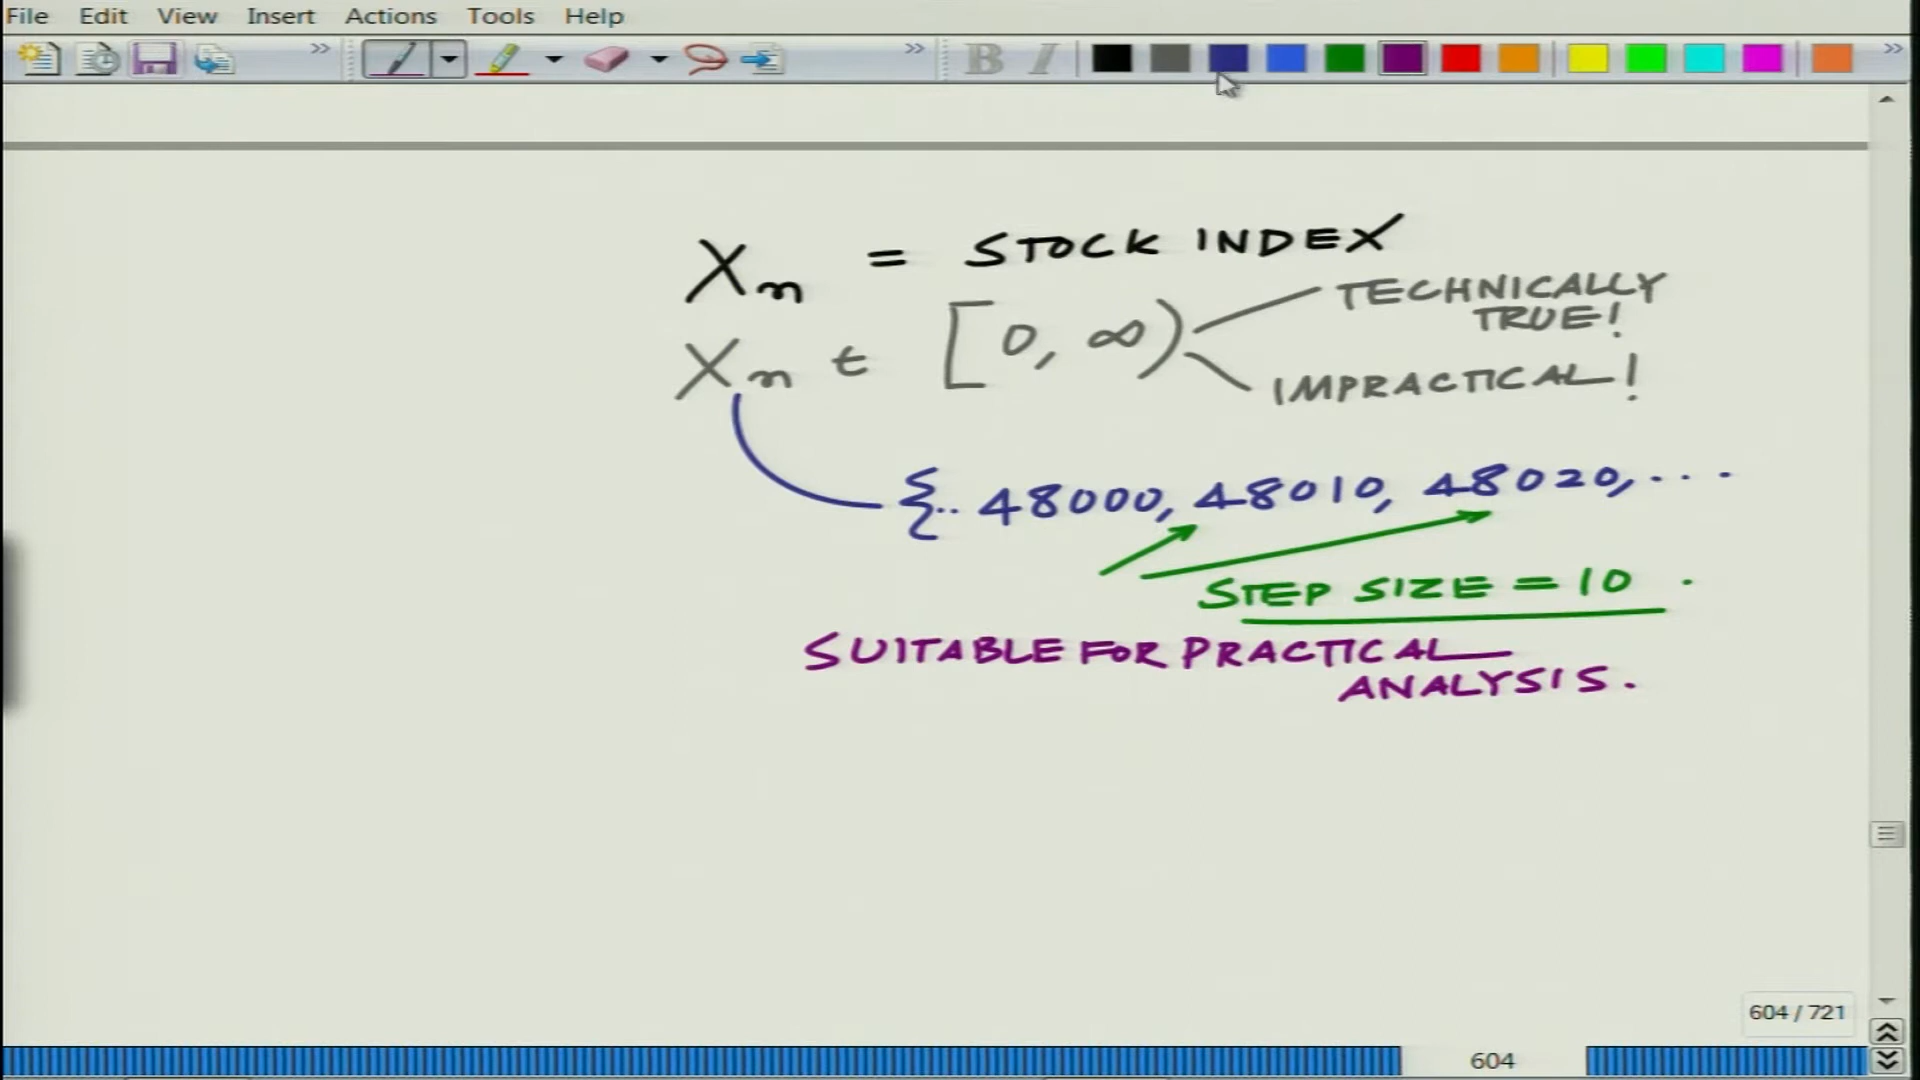 File Edit View Insert Actions Tools Help
B I
Xn = STOCK INDEX
Xn ∈ [0, ∞) TECHNICALLY TRUE!
IMPRACTICAL!
{.. 48000, 48010, 48020, ....
STEP SIZE = 10 .
SUITABLE FOR PRACTICAL
ANALYSIS.
604 / 721
604